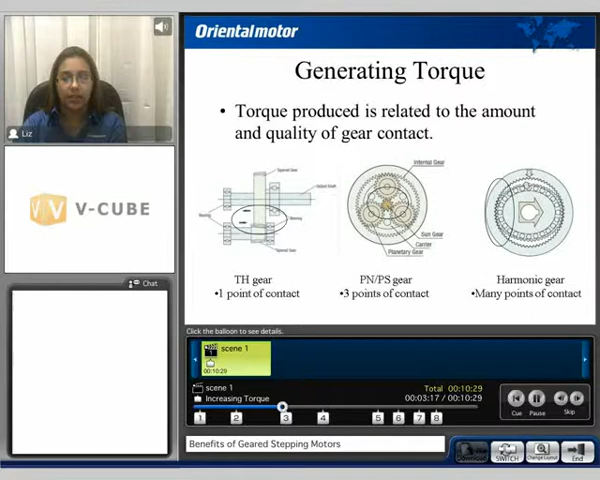 Orientalmotor
Generating Torque
• Torque produced is related to the amount
and quality of gear contact.
Liz
V-CUBE
Internal Gear
Sun Gear
Carrier
Planetary Gear
TH gear
•1 point of contact
PN/PS gear
•3 points of contact
Harmonic gear
•Many points of contact
Chat
Click the balloon to see details.
scene 1
1
00:10:29
scene 1
Total 00:10:29
Increasing Torque
00:03:17 / 00:10:29
1 2 3 4 5 6 7 8
Cue Pause Skip
Benefits of Geared Stepping Motors
Download SWITCH Change Layout End